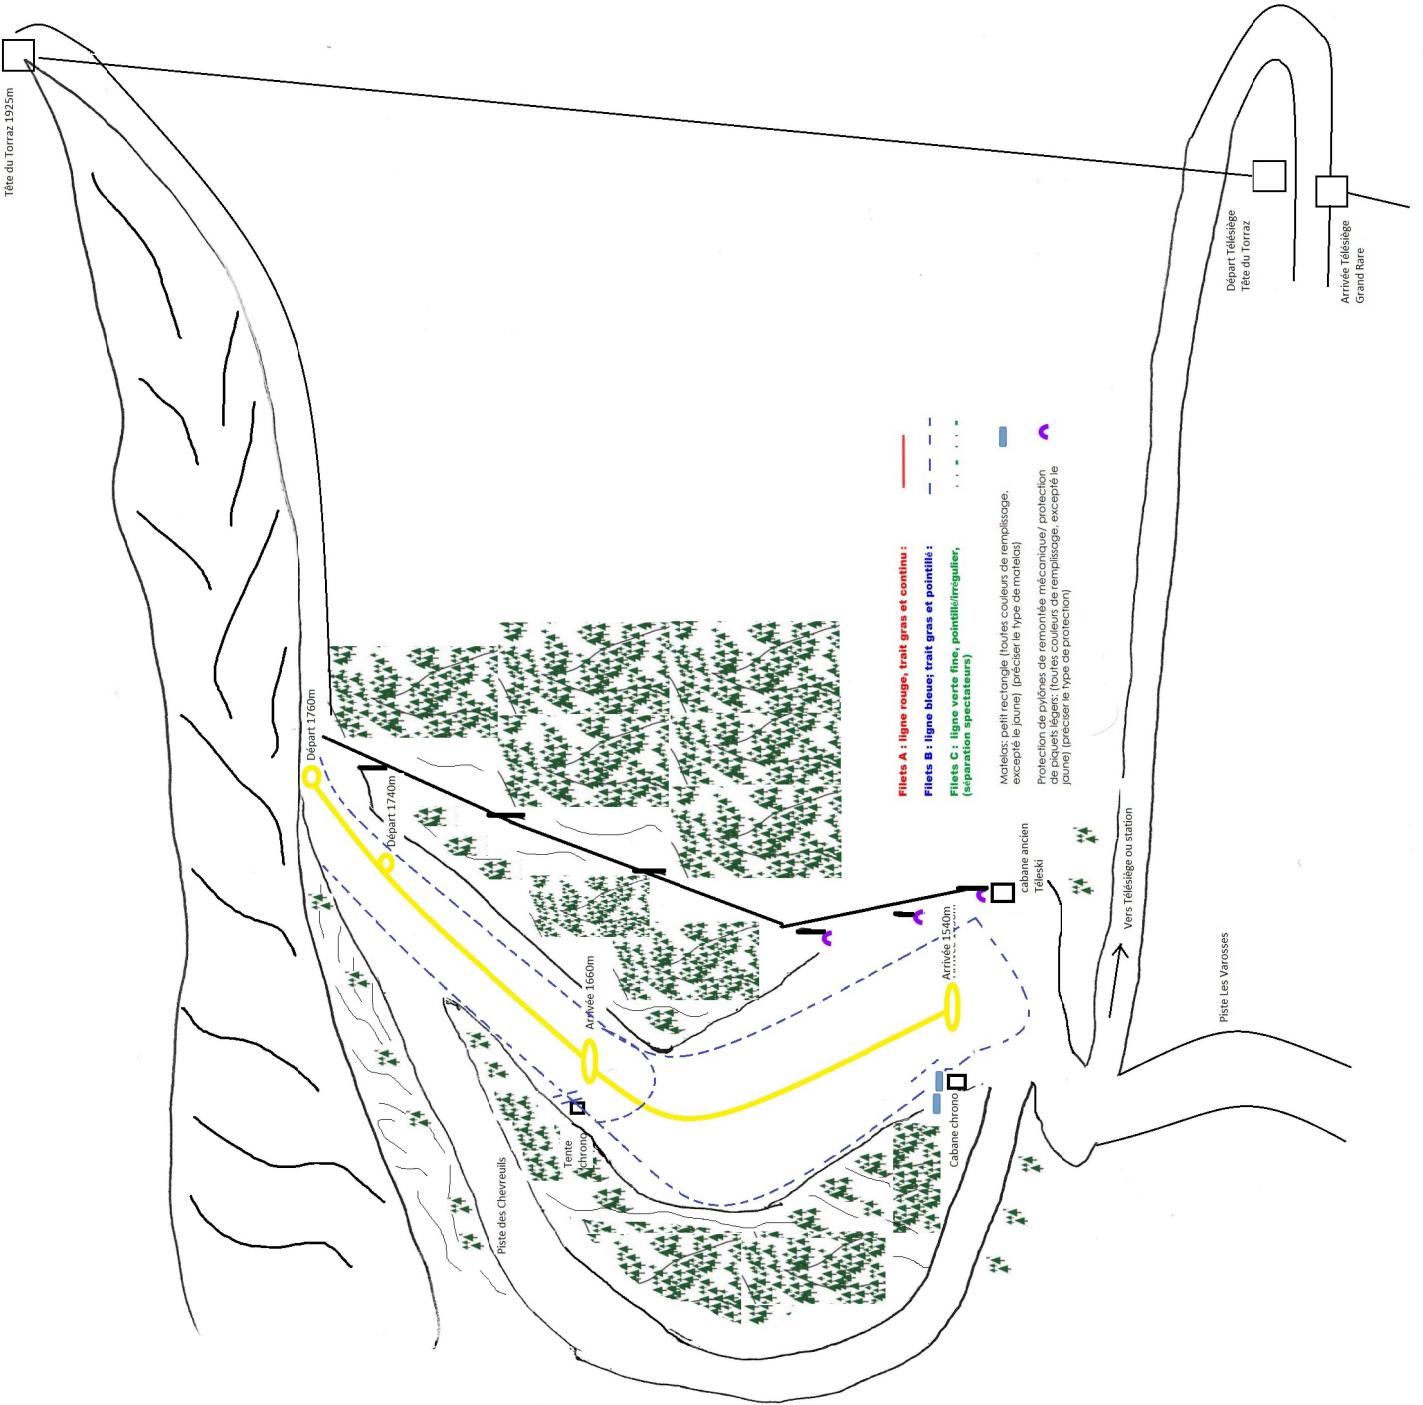 Tête du Torraz 1925m
Départ Télésiège
Tête du Torraz
Arrivée Télésiège
Grand Rare
Départ 1760m
Départ 1740m
Arrivée 1660m
Arrivée 1540m
Filets A : ligne rouge, trait gras et continu :
Filets B : ligne bleue; trait gras et pointillé :
Filets C : ligne verte fine, pointillé/irrégulier,
(séparation spectateurs)
Matelas: petit rectangle (toutes couleurs de remplissage,
excepté le jaune) (préciser le type de matelas)
Protection de pylônes de remontée mécanique/ protection
de piquets légers: (toutes couleurs de remplissage, excepté le
jaune) (préciser le type de protection)
cabane ancien
Téleski
Vers Télésiège ou station
Piste Les Varosses
Tente
chrono
Cabane chrono
Piste des Chevreuils